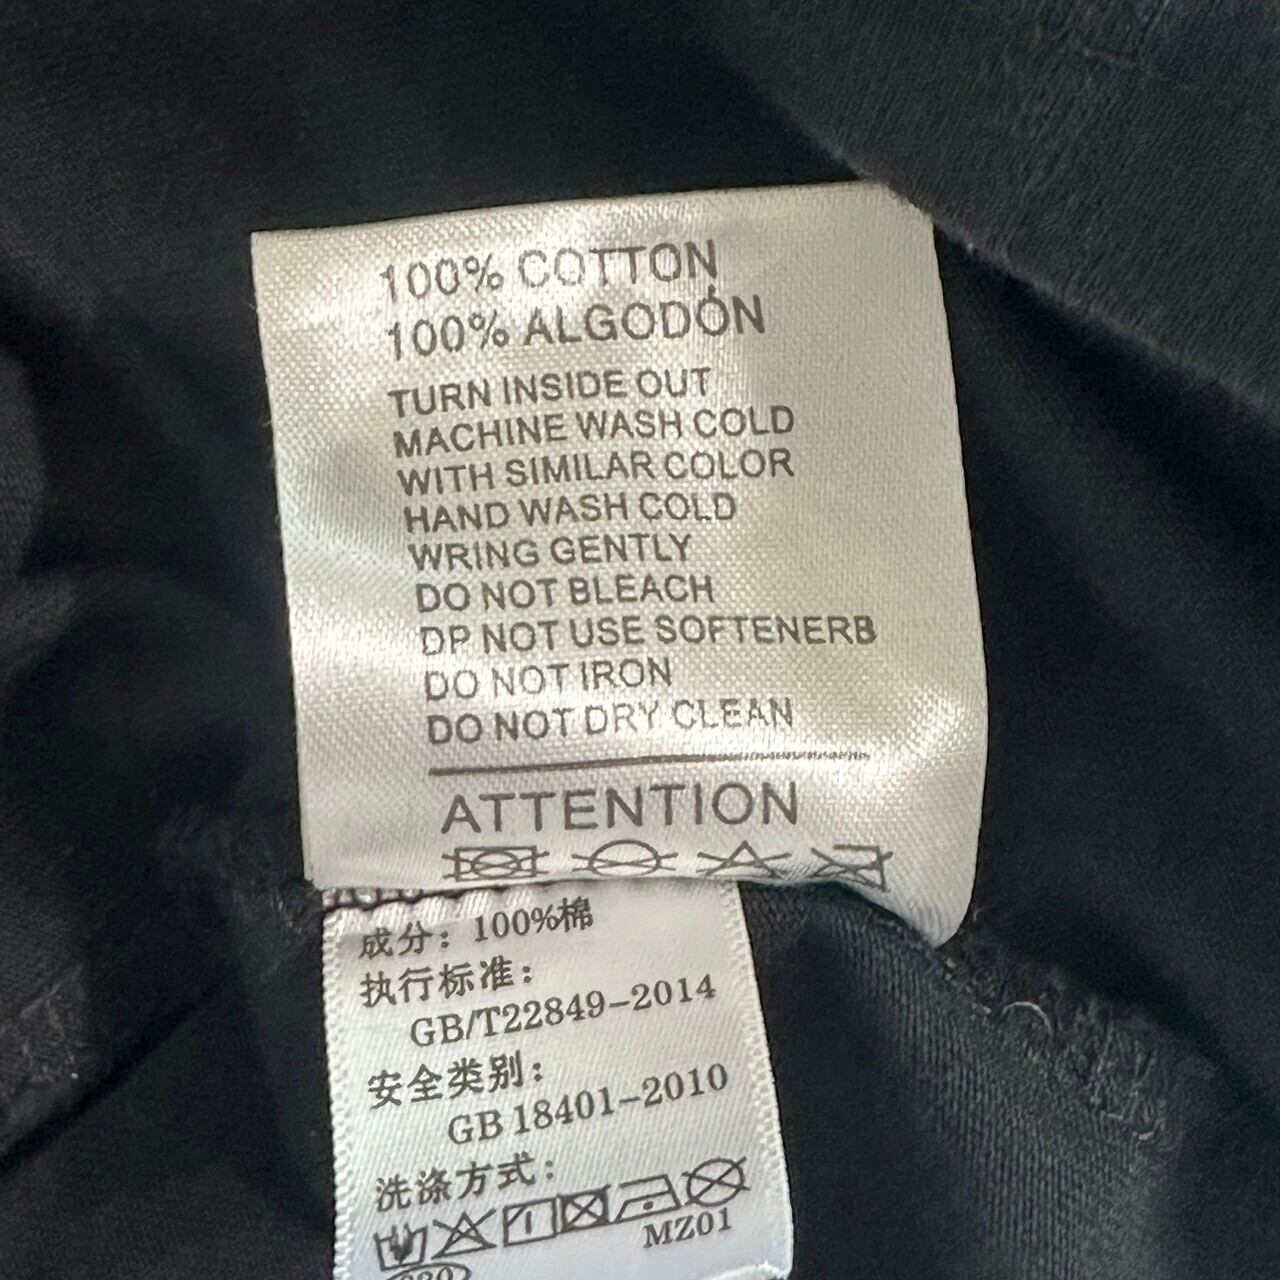 100% COTTON
100% ALGODÓN
TURN INSIDE OUT
MACHINE WASH COLD
WITH SIMILAR COLOR
HAND WASH COLD
WRING GENTLY
DO NOT BLEACH
DP NOT USE SOFTENERB
DO NOT IRON
DO NOT DRY CLEAN
ATTENTION
成分：100%棉
执行标准：
GB/T22849-2014
安全类别：
GB 18401-2010
洗涤方式：
MZ01